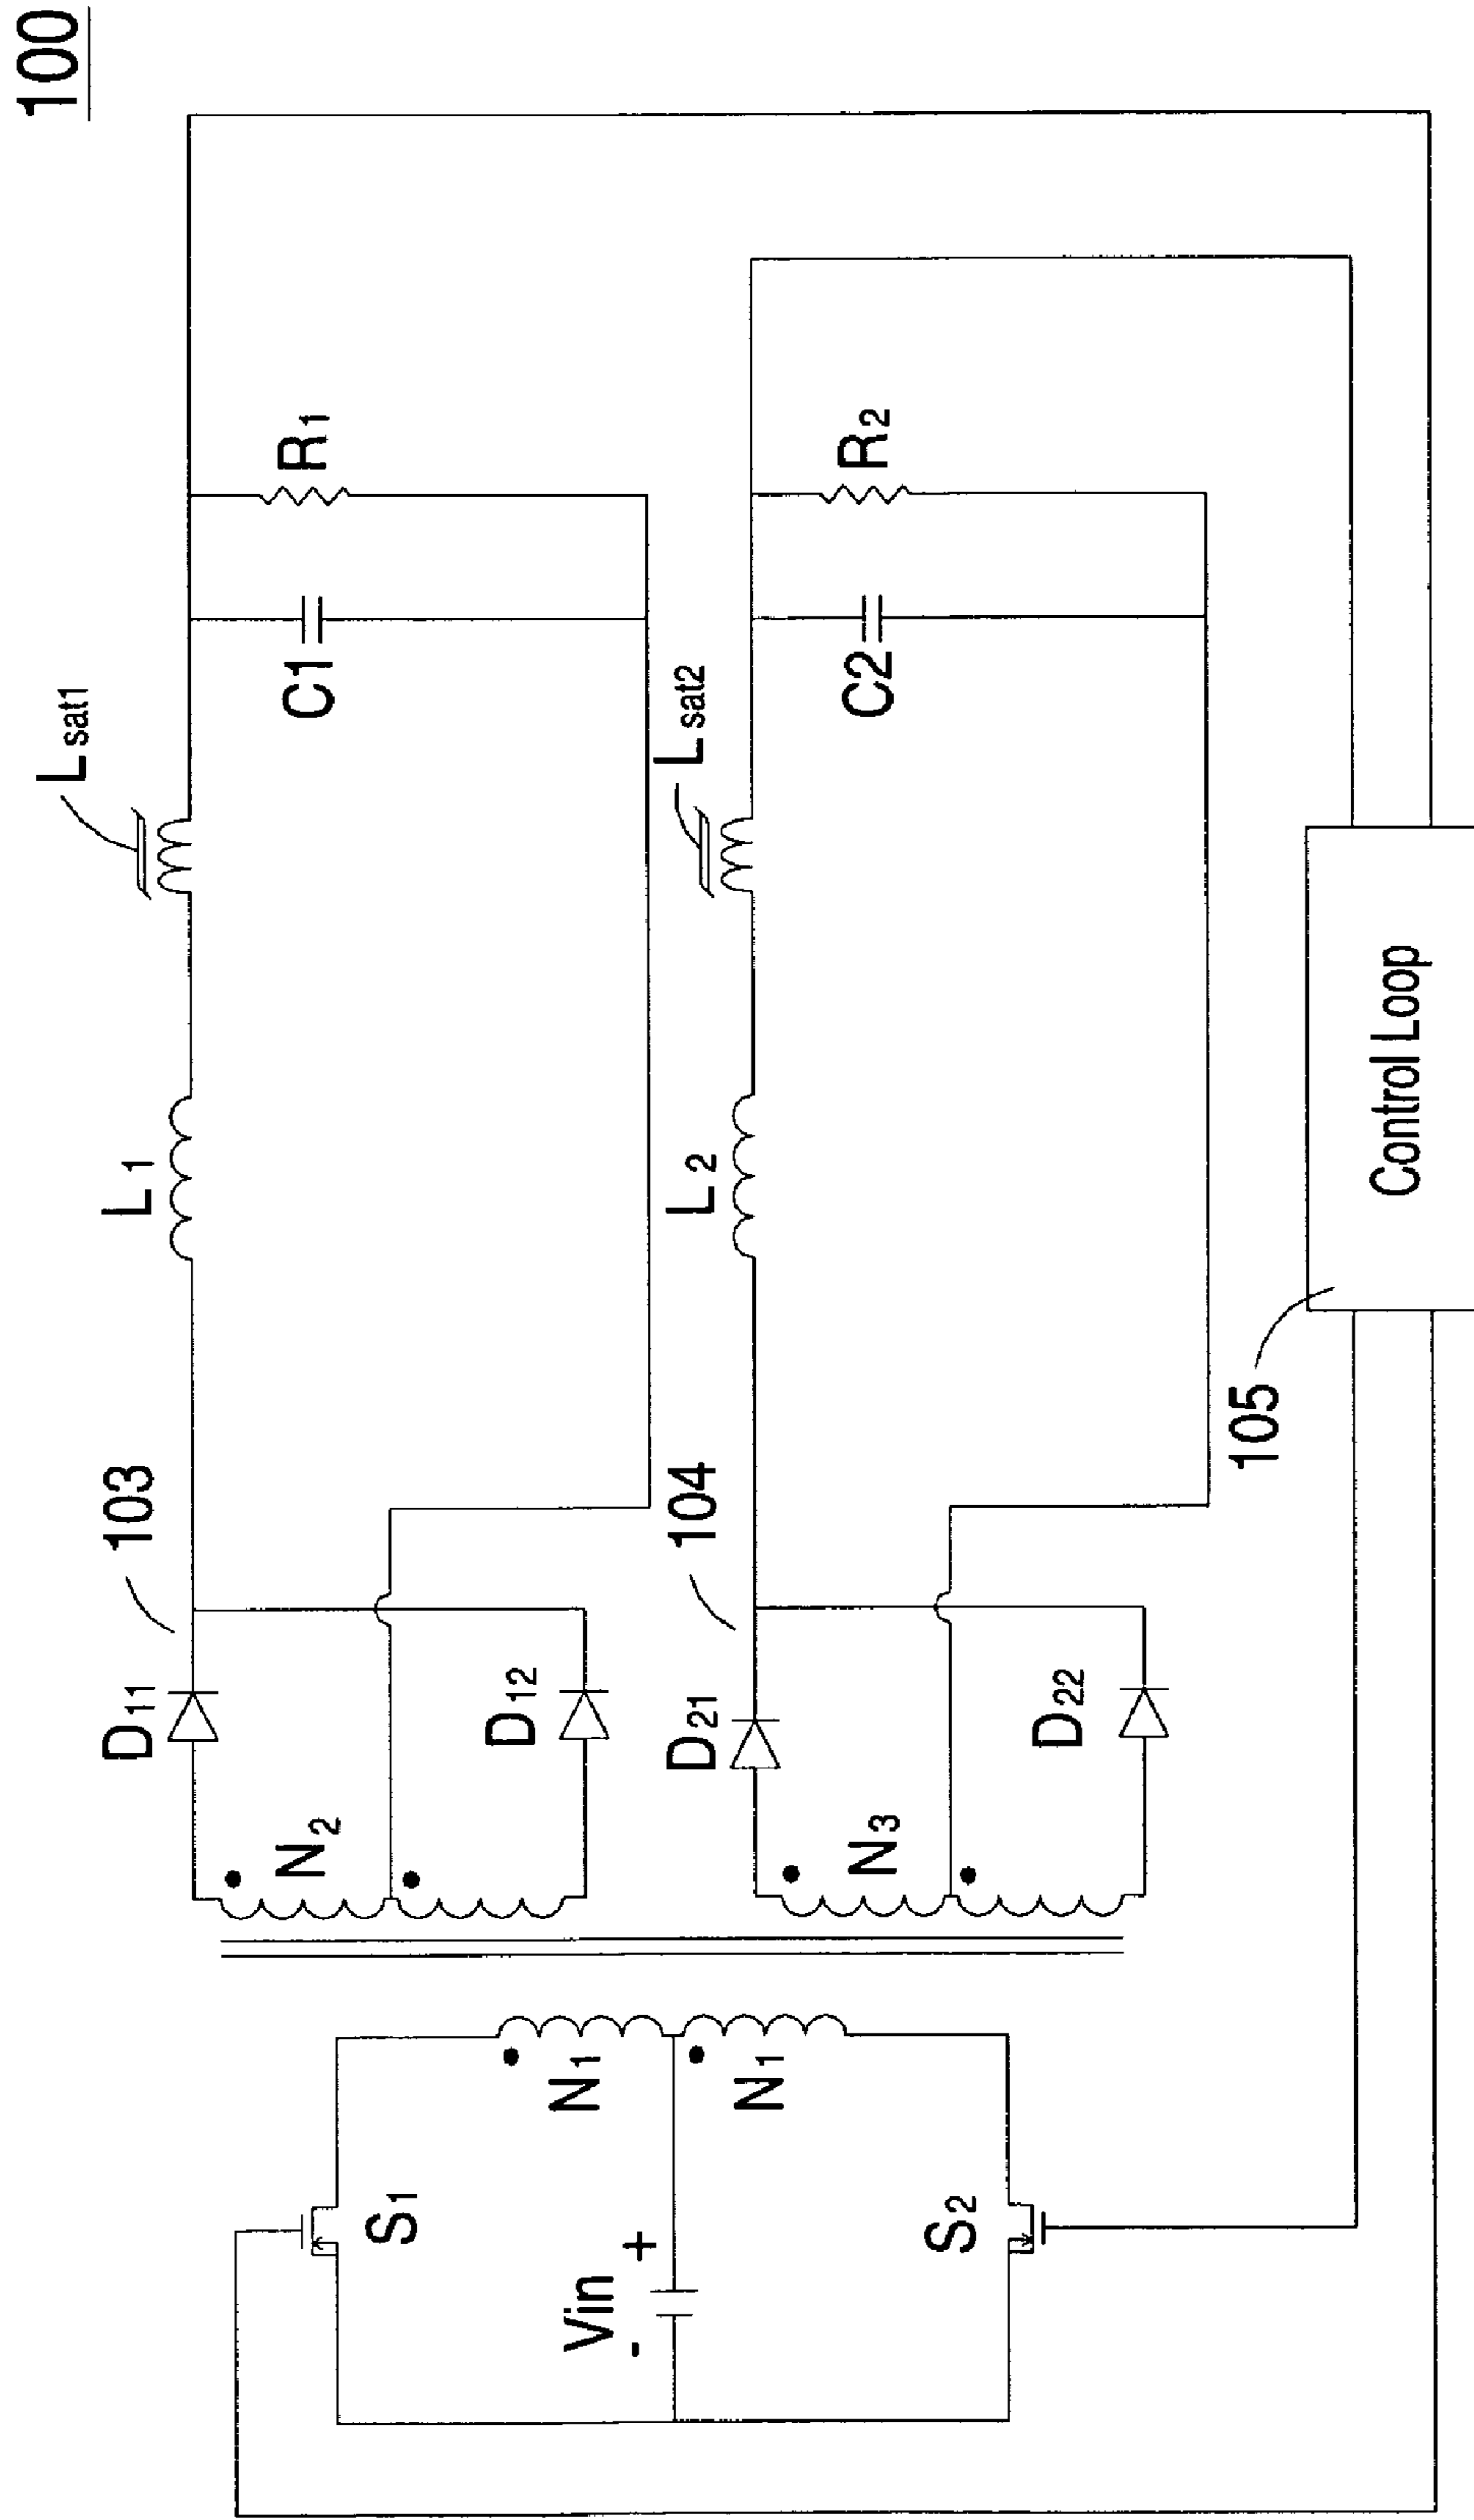 100
Lsat1
L1
103
D11
R1
C1
N2
D12
Lsat2
L2
104
D21
R2
C2
N3
D22
S1
N1
Vin
+
-
N1
S2
105
Control Loop